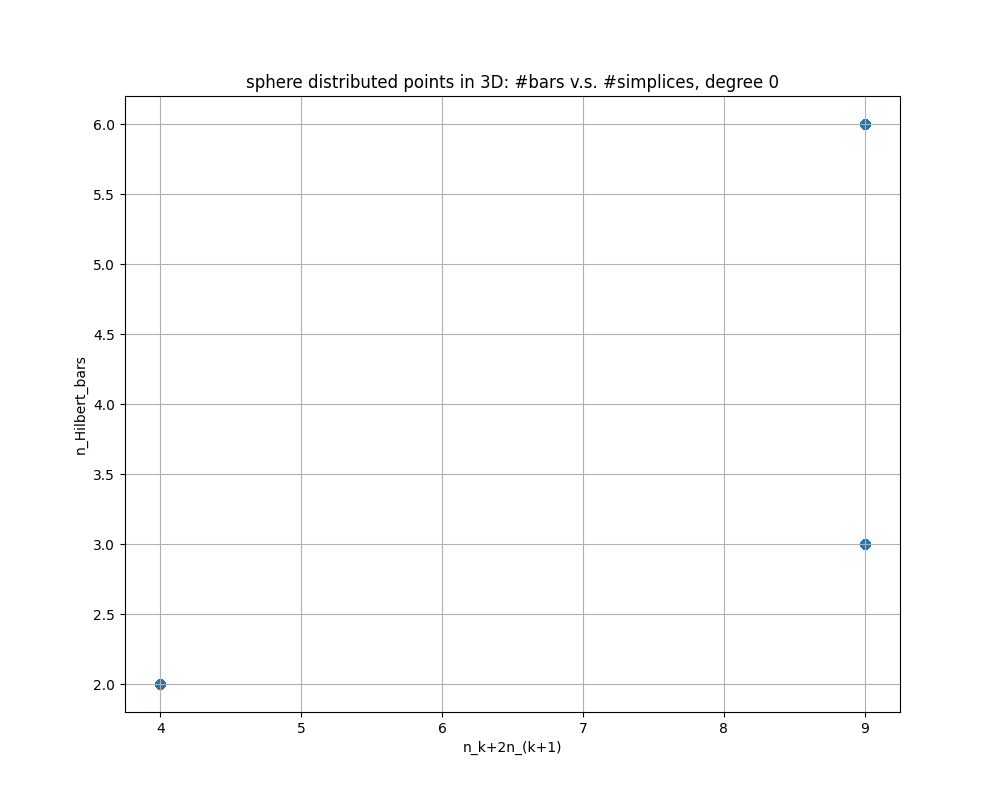 sphere distributed points in 3D: #bars v.s. #simplices, degree 0
6.0
5.5
5.0
4.5
4.0
3.5
3.0
2.5
2.0
n_Hilbert_bars
4 5 6 7 8 9
n_k+2n_(k+1)